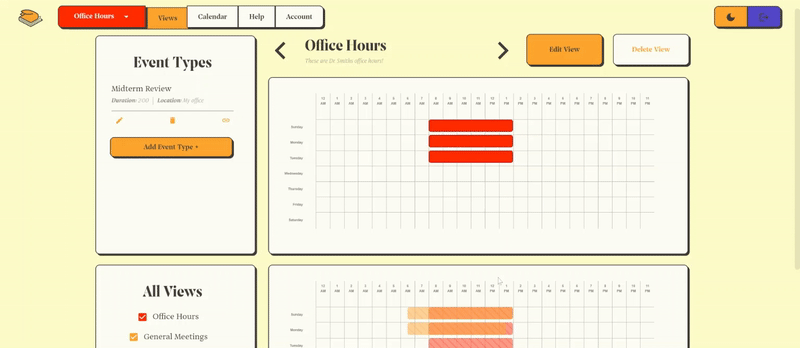 Office Hours
Views
Calendar
Help
Account
Event Types
Midterm Review
Duration: 2:00 | Location: My office
Add Event Type +
Office Hours
These are Dr. Smiths office hours!
Edit View
Delete View
12 1 2 3 4 5 6 7 8 9 10 11 12 1 2 3 4 5 6 7 8 9 10 11
AM AM AM AM AM AM AM AM AM AM AM AM PM PM PM PM PM PM PM PM PM PM PM PM
Sunday
Monday
Tuesday
Wednesday
Thursday
Friday
Saturday
All Views
Office Hours
General Meetings
12 1 2 3 4 5 6 7 8 9 10 11 12 1 2 3 4 5 6 7 8 9 10 11
AM AM AM AM AM AM AM AM AM AM AM AM PM PM PM PM PM PM PM PM PM PM PM PM
Sunday
Monday
Tuesday